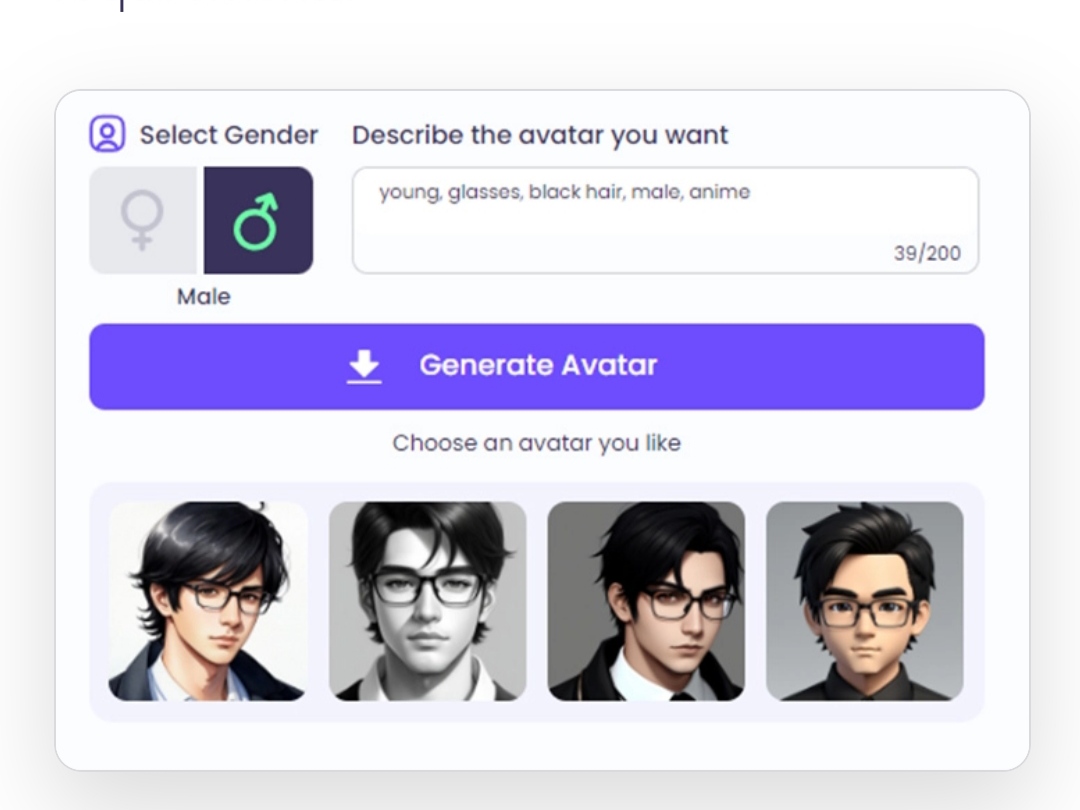 Select Gender
Describe the avatar you want
young, glasses, black hair, male, anime
39/200
Male
Generate Avatar
Choose an avatar you like